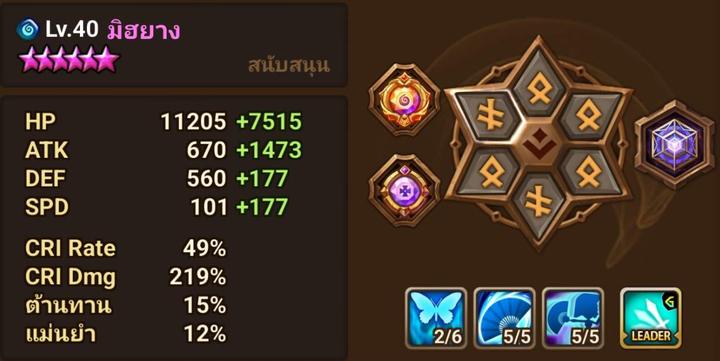 Lv.40 มิฮยาง
สนับสนุน
HP 11205 +7515
ATK 670 +1473
DEF 560 +177
SPD 101 +177
CRI Rate 49%
CRI Dmg 219%
ต้านทาน 15%
แม่นยำ 12%
2/6 5/5 5/5 G
LEADER